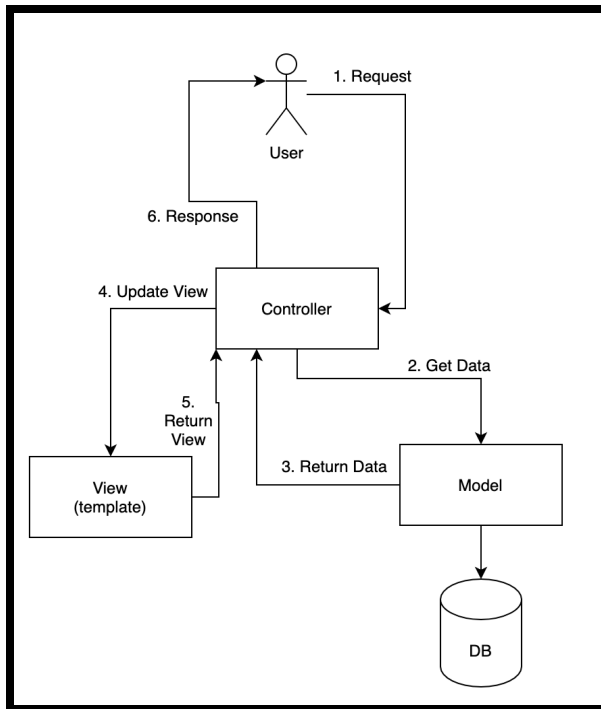 1. Request
User
6. Response
4. Update View
Controller
2. Get Data
5.
Return
View
3. Return Data
View
(template)
Model
DB